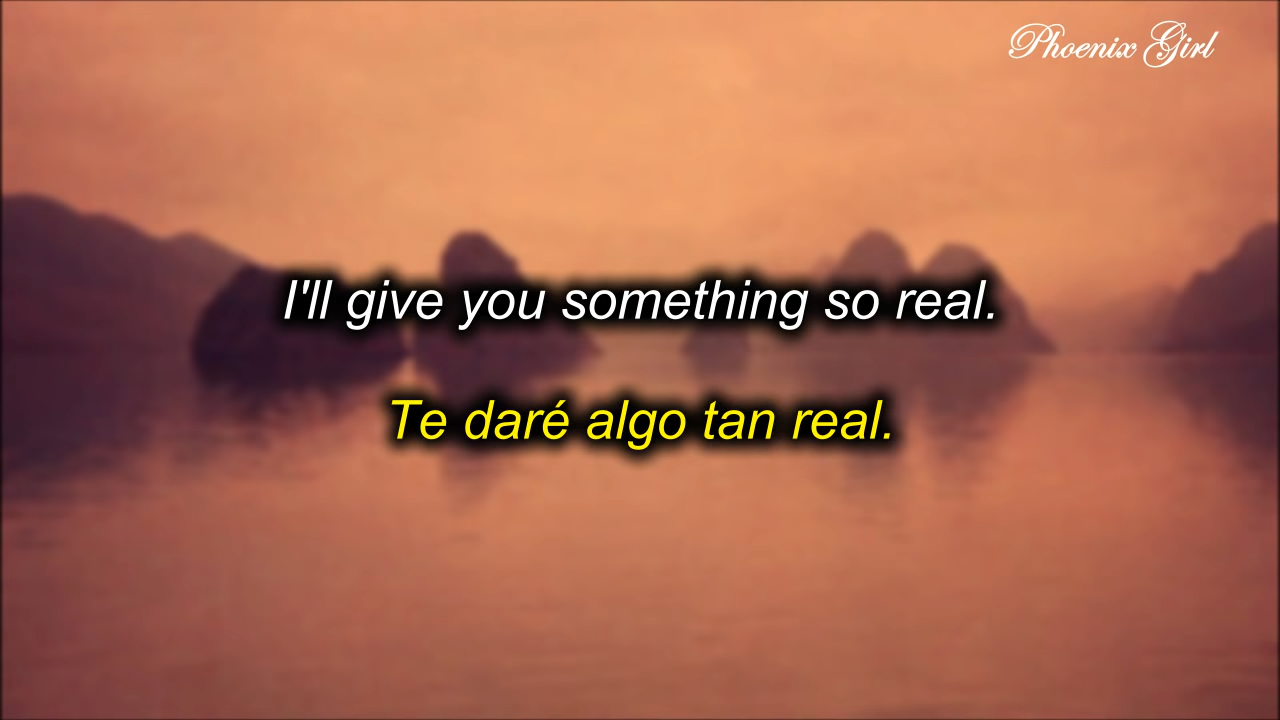 Phoenix Girl
I'll give you something so real.
Te daré algo tan real.